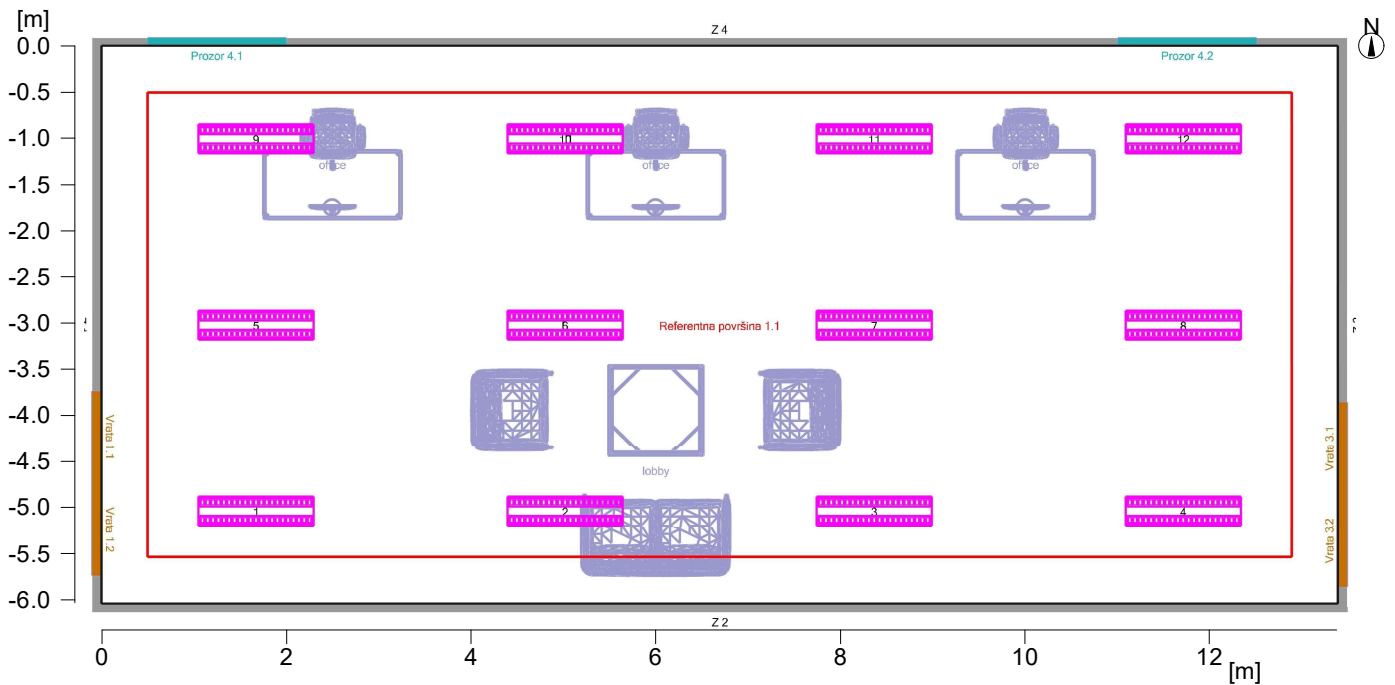 [m]
Z 4
N
0.0
Prozor 4.1
Prozor 4.2
-0.5
-1.0
9
10
11
12
office
office
office
-1.5
-2.0
-2.5
-3.0
5
6
Referentna površina 1.1
7
8
-3.5
-4.0
Vrata 1.1
Vrata 3.1
-4.5
lobby
-5.0
1
2
3
4
Vrata 1.2
Vrata 3.2
-5.5
-6.0
Z 2
0
2
4
6
8
10
12
[m]